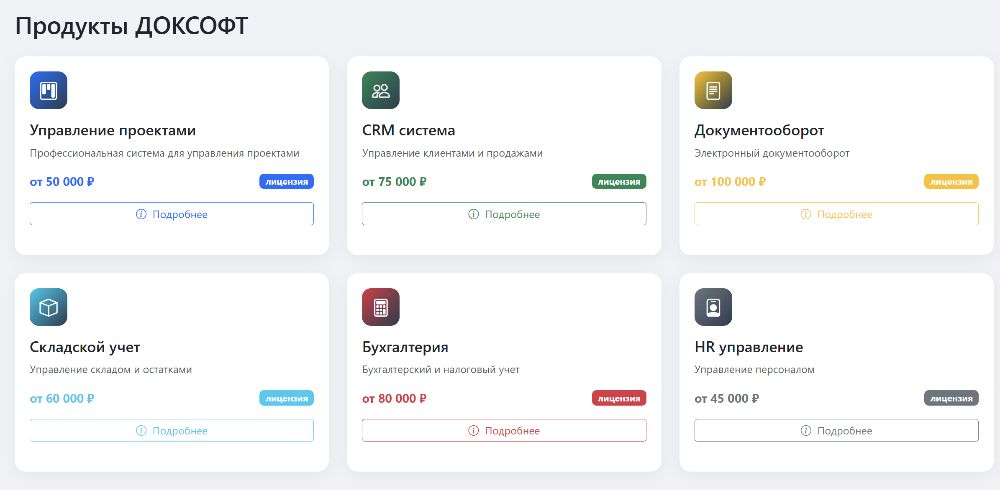 Продукты ДОКСОФТ
Управление проектами
Профессиональная система для управления проектами
от 50 000 ₽
лицензия
Подробнее
CRM система
Управление клиентами и продажами
от 75 000 ₽
лицензия
Подробнее
Документооборот
Электронный документооборот
от 100 000 ₽
лицензия
Подробнее
Складской учет
Управление складом и остатками
от 60 000 ₽
лицензия
Подробнее
Бухгалтерия
Бухгалтерский и налоговый учет
от 80 000 ₽
лицензия
Подробнее
HR управление
Управление персоналом
от 45 000 ₽
лицензия
Подробнее